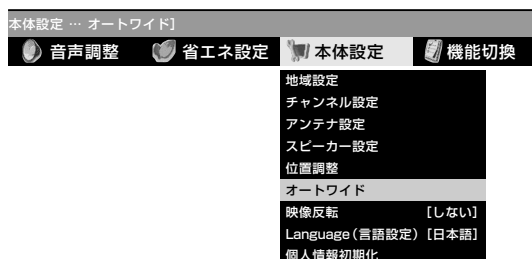 本体設定 … オートワイド]
音声調整 省エネ設定 本体設定 機能切換
地域設定
チャンネル設定
アンテナ設定
スピーカー設定
位置調整
オートワイド
映像反転 [しない]
Language(言語設定) [日本語]
個人情報初期化